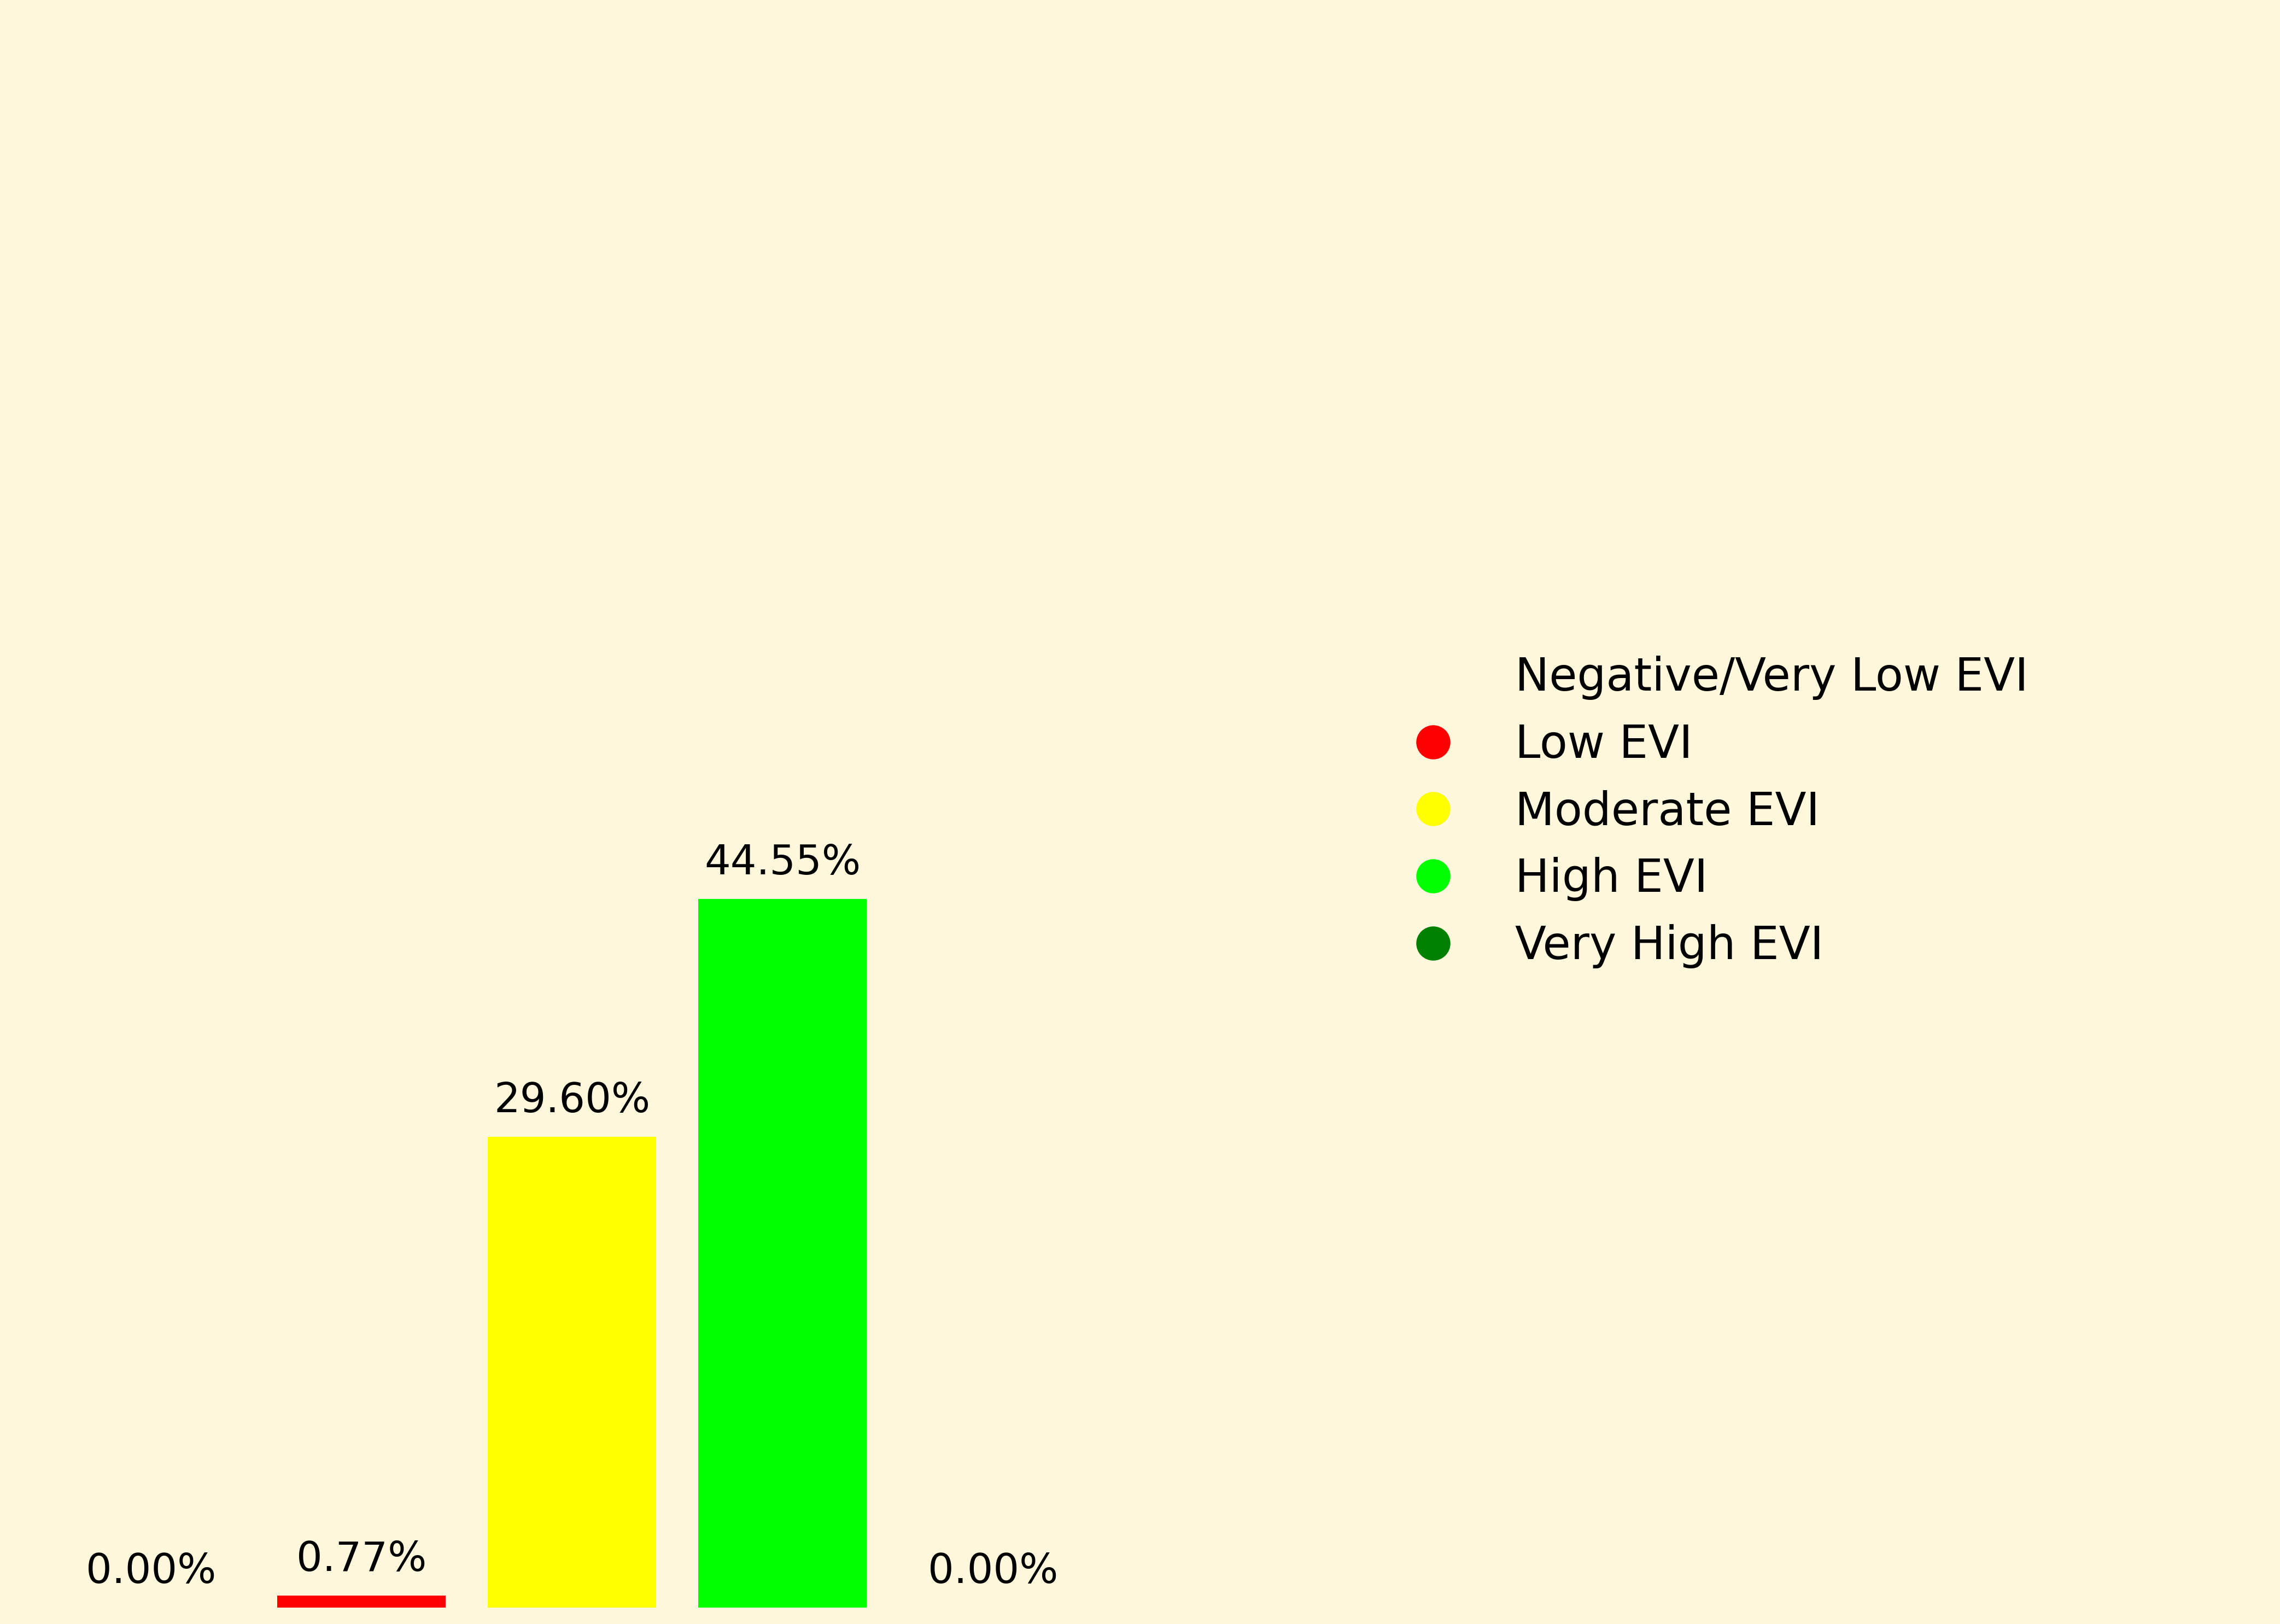 Negative/Very Low EVI
Low EVI
Moderate EVI
High EVI
Very High EVI
44.55%
29.60%
0.77%
0.00%
0.00%